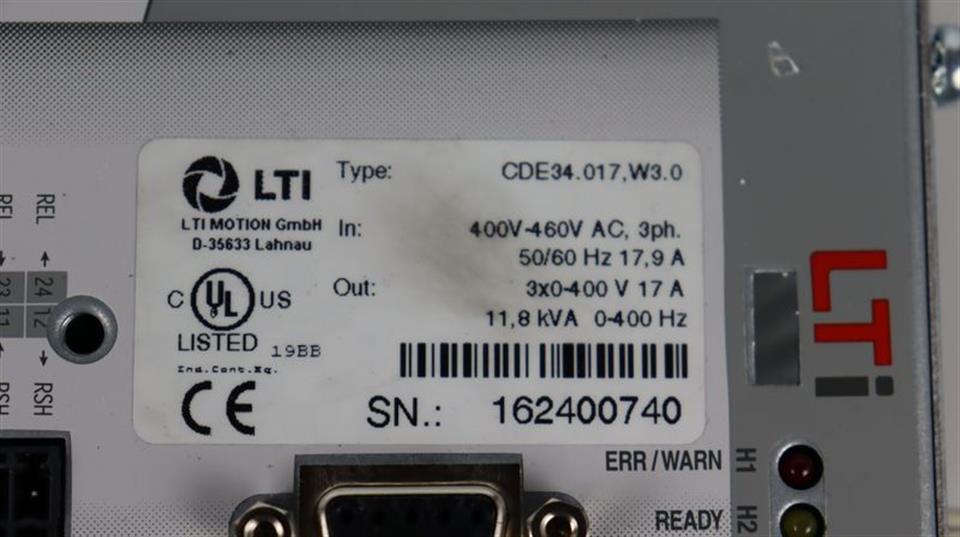 LTI
LTI MOTION GmbH
D-35633 Lahnau
Type: CDE34.017,W3.0
In: 400V-460V AC, 3ph.
50/60 Hz 17,9 A
Out: 3x0-400 V 17 A
11,8 kVA 0-400 Hz
C UL US
LISTED 19BB
Ind.Cont.Eq.
CE
SN.: 162400740
REL REL
23 24
11 12
RSH RSH
LTi
ERR/WARN H1
READY H2